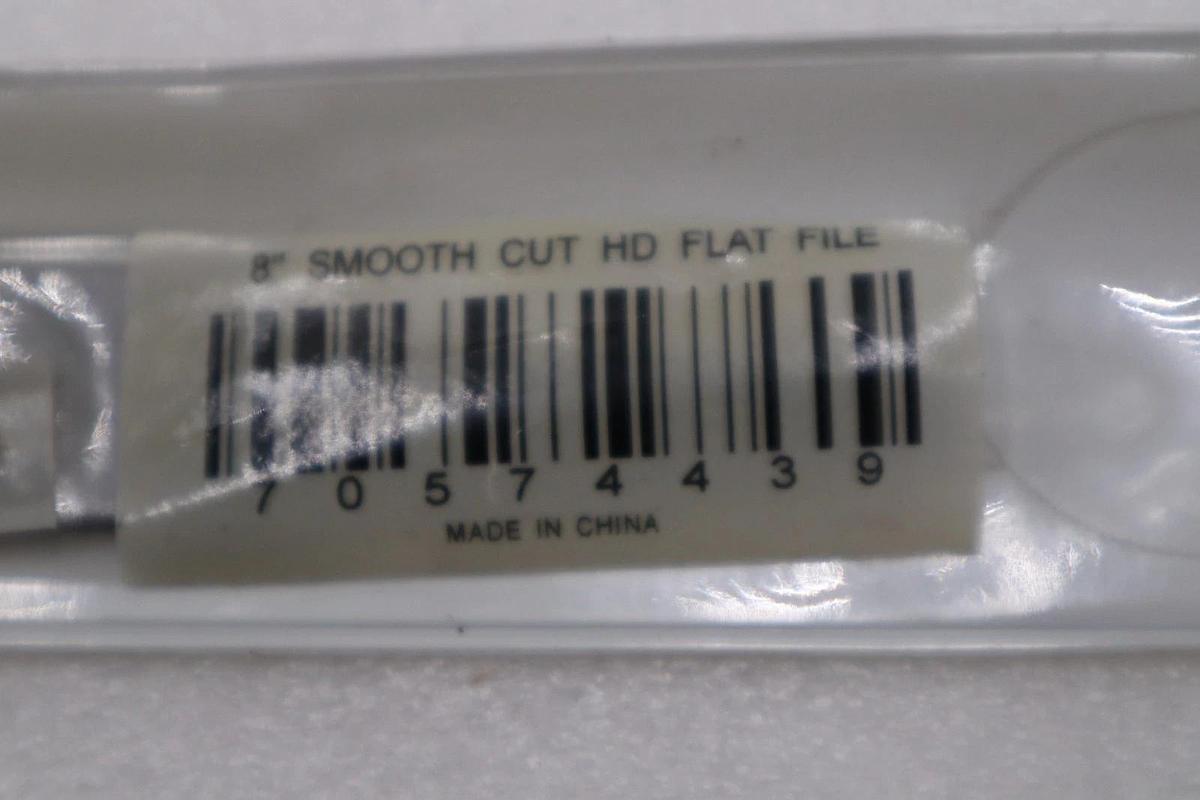 8" SMOOTH CUT HD FLAT FILE
7 0 5 7 4 4 3 9
MADE IN CHINA